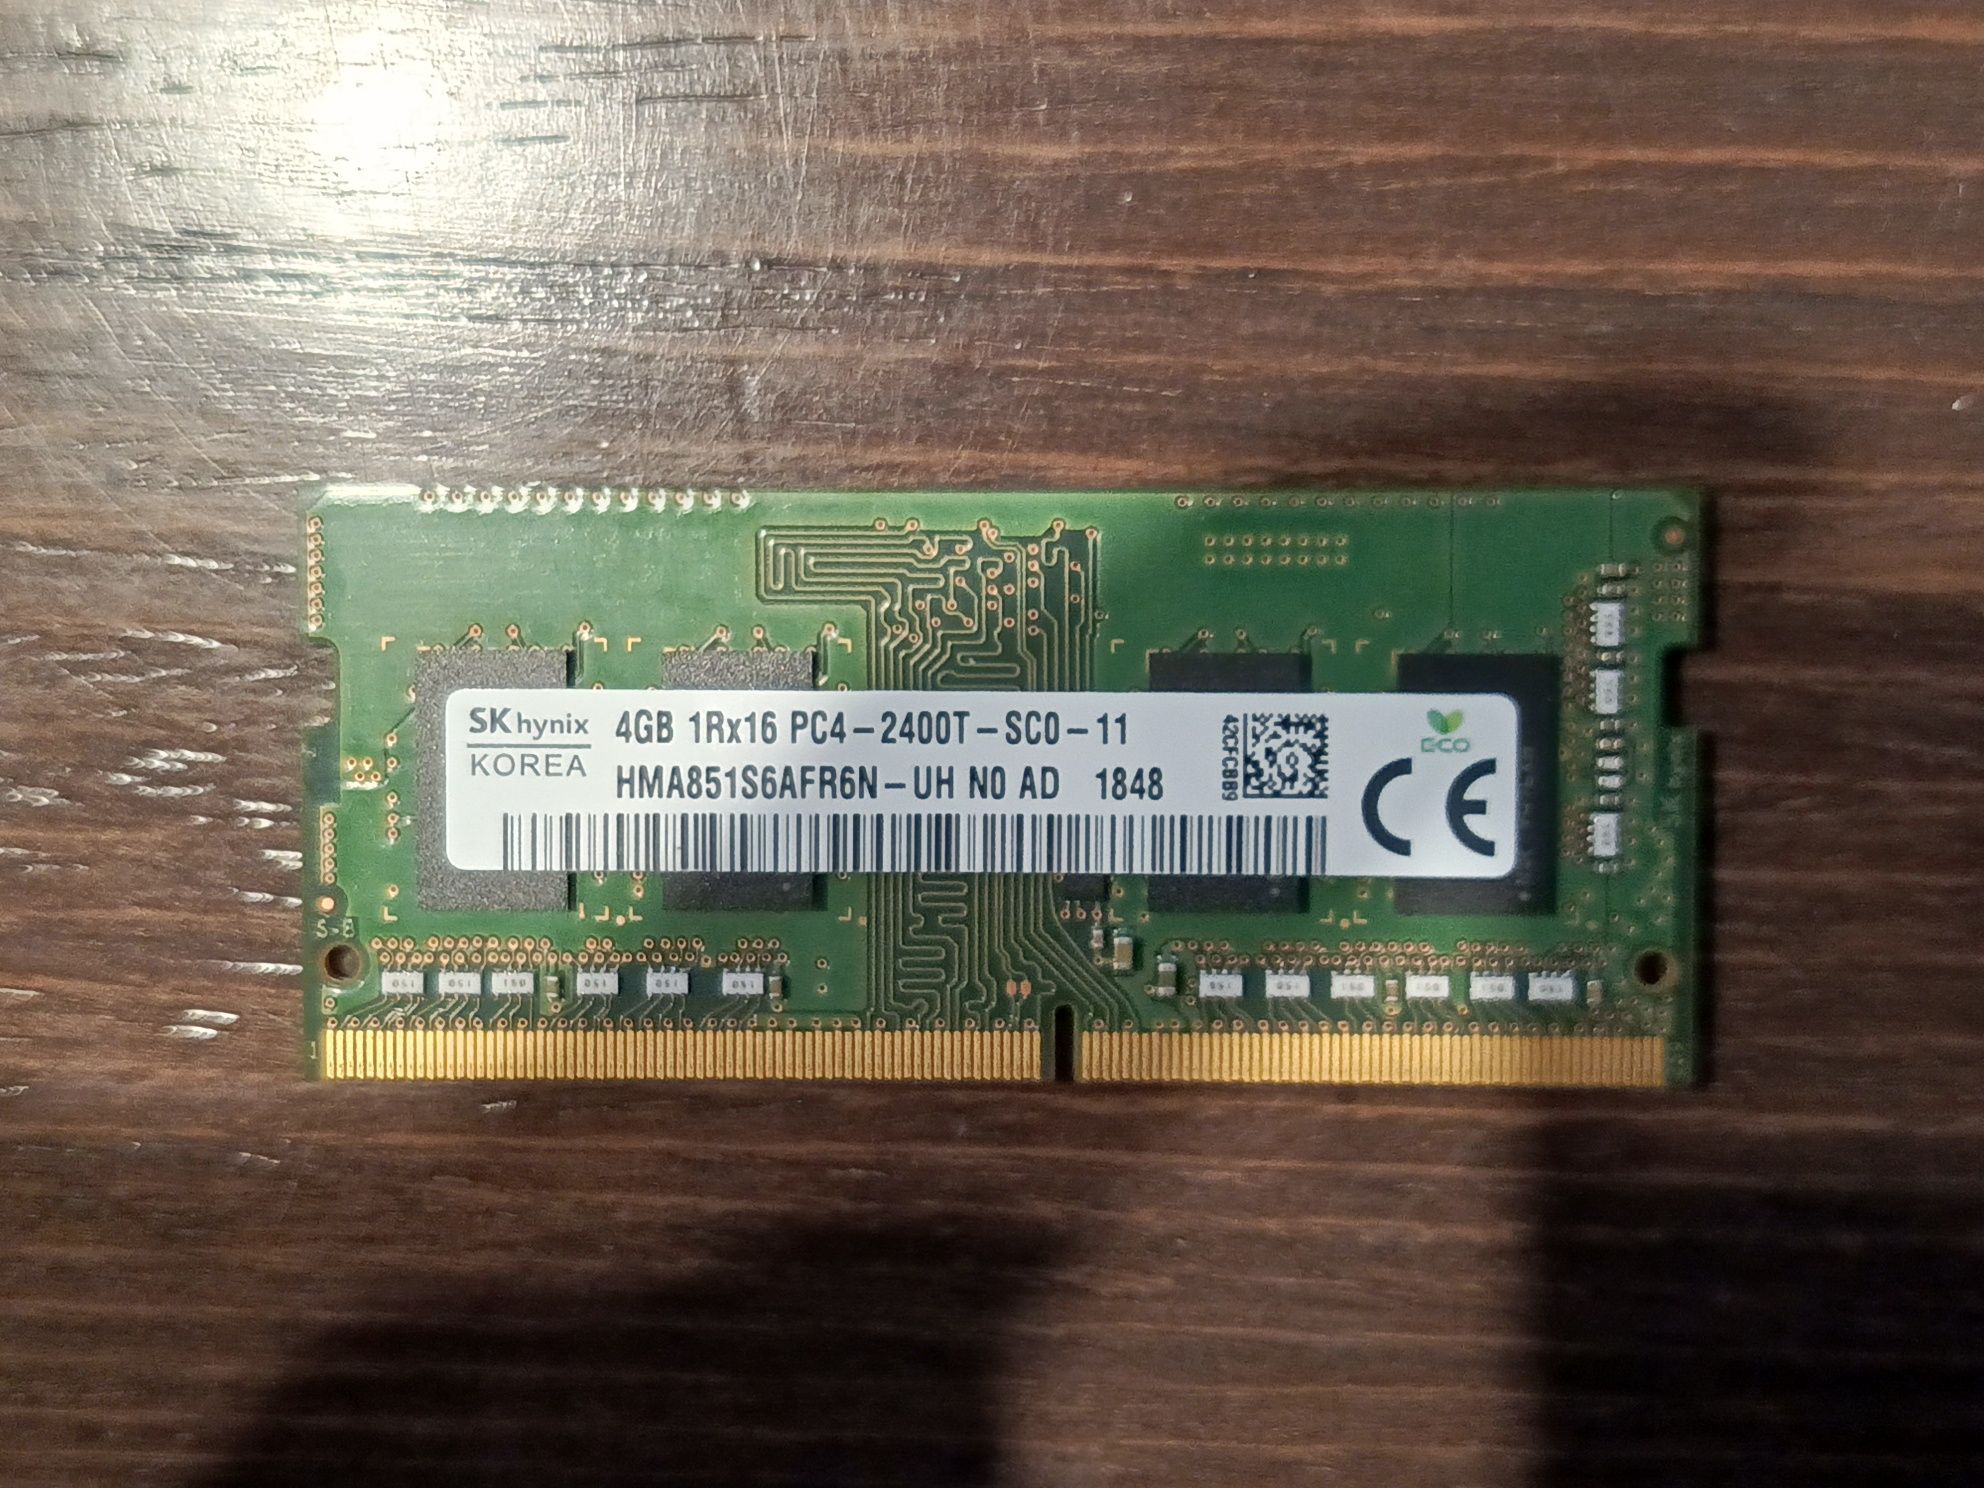 SK hynix
KOREA
4GB 1Rx16 PC4-2400T-SC0-11
HMA851S6AFR6N-UH N0 AD 1848
42CFCB89
ECO
CE